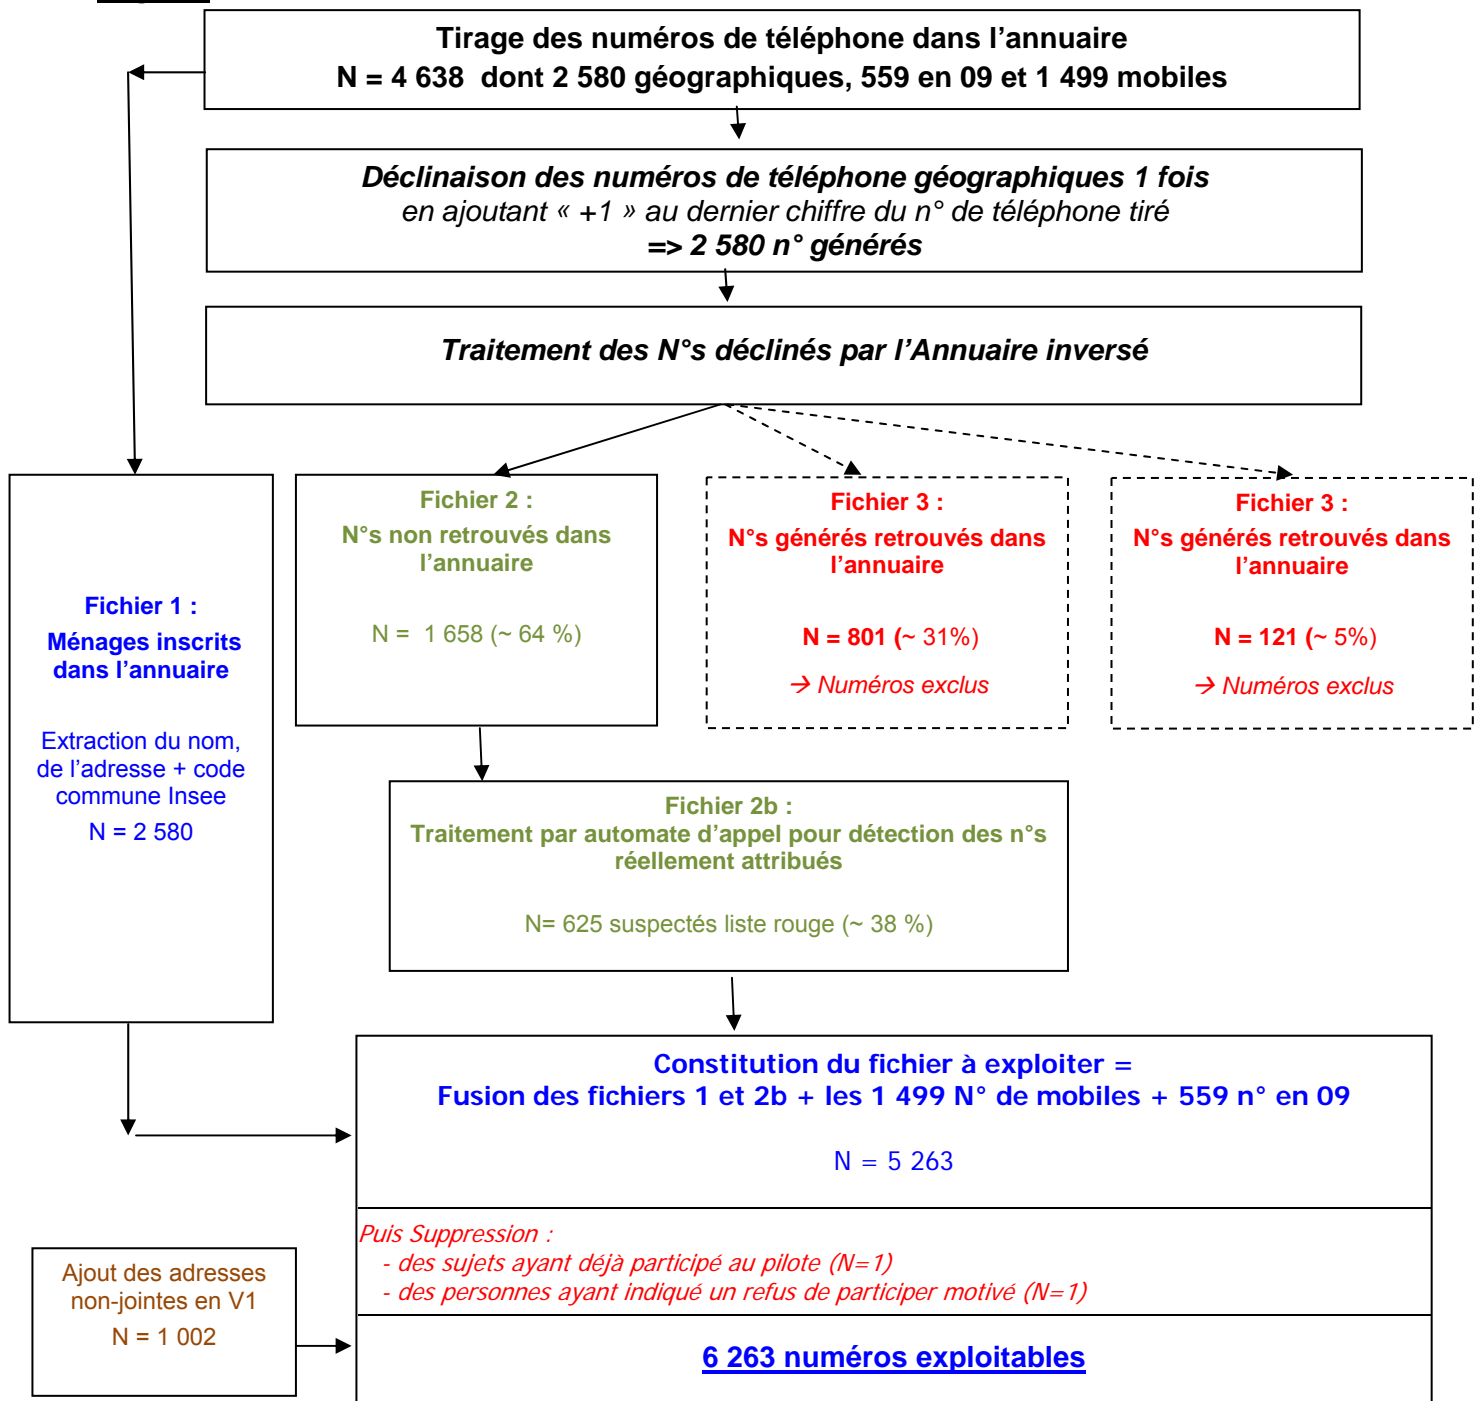 Tirage des numéros de téléphone dans l’annuaire
N = 4 638 dont 2 580 géographiques, 559 en 09 et 1 499 mobiles
Déclinaison des numéros de téléphone géographiques 1 fois
en ajoutant « +1 » au dernier chiffre du n° de téléphone tiré
=> 2 580 n° générés
Traitement des N°s déclinés par l’Annuaire inversé
Fichier 1 :
Ménages inscrits
dans l’annuaire
Extraction du nom,
de l’adresse + code
commune Insee
N = 2 580
Fichier 2 :
N°s non retrouvés dans
l’annuaire
N = 1 658 (~ 64 %)
Fichier 3 :
N°s générés retrouvés dans
l’annuaire
N = 801 (~ 31%)
→ Numéros exclus
Fichier 3 :
N°s générés retrouvés dans
l’annuaire
N = 121 (~ 5%)
→ Numéros exclus
Fichier 2b :
Traitement par automate d’appel pour détection des n°s
réellement attribués
N= 625 suspectés liste rouge (~ 38 %)
Constitution du fichier à exploiter =
Fusion des fichiers 1 et 2b + les 1 499 N° de mobiles + 559 n° en 09
N = 5 263
Puis Suppression :
- des sujets ayant déjà participé au pilote (N=1)
- des personnes ayant indiqué un refus de participer motivé (N=1)
Ajout des adresses
non-jointes en V1
N = 1 002
6 263 numéros exploitables